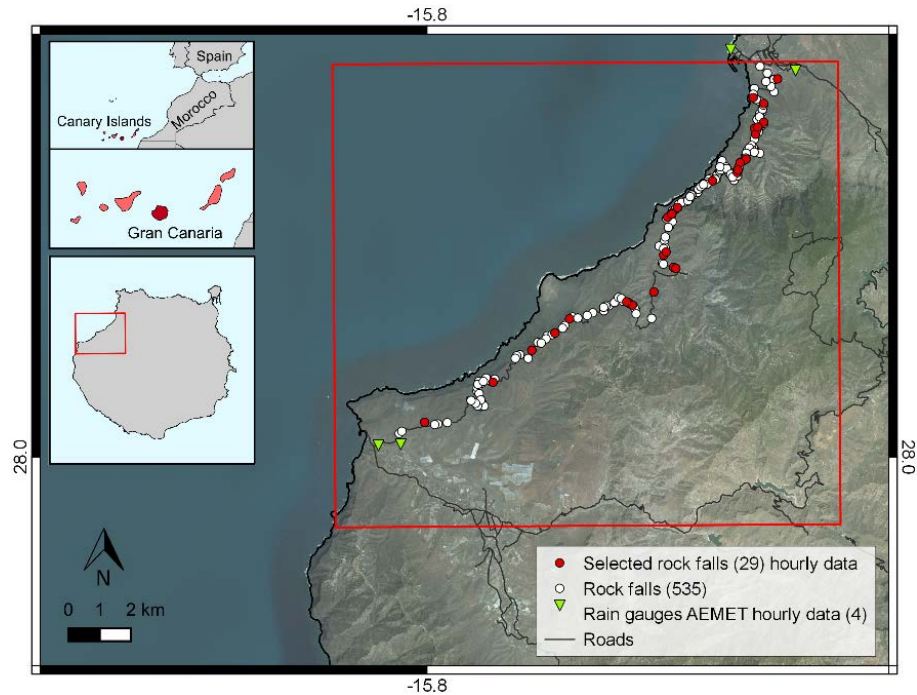 -15.8
Spain
Morocco
Canary Islands
Gran Canaria
28.0
28.0
N
0 1 2 km
Selected rock falls (29) hourly data
Rock falls (535)
Rain gauges AEMET hourly data (4)
Roads
-15.8